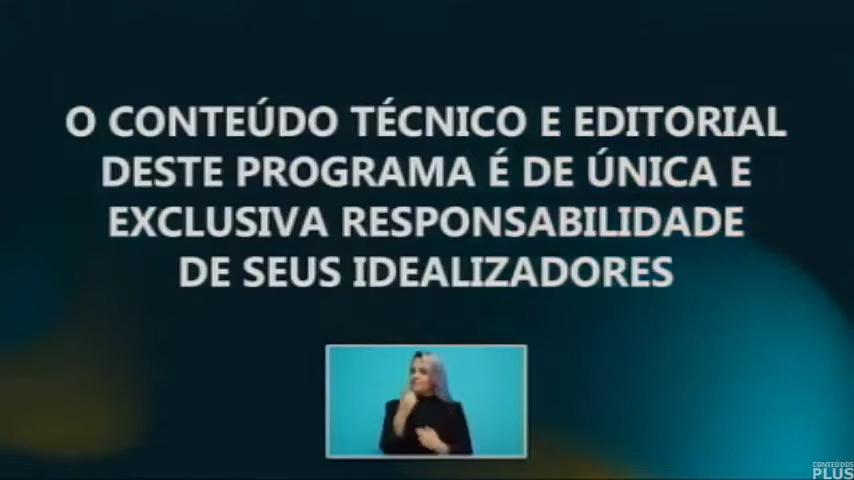 O CONTEÚDO TÉCNICO E EDITORIAL
DESTE PROGRAMA É DE ÚNICA E
EXCLUSIVA RESPONSABILIDADE
DE SEUS IDEALIZADORES
CONTEÚDOS
PLUS